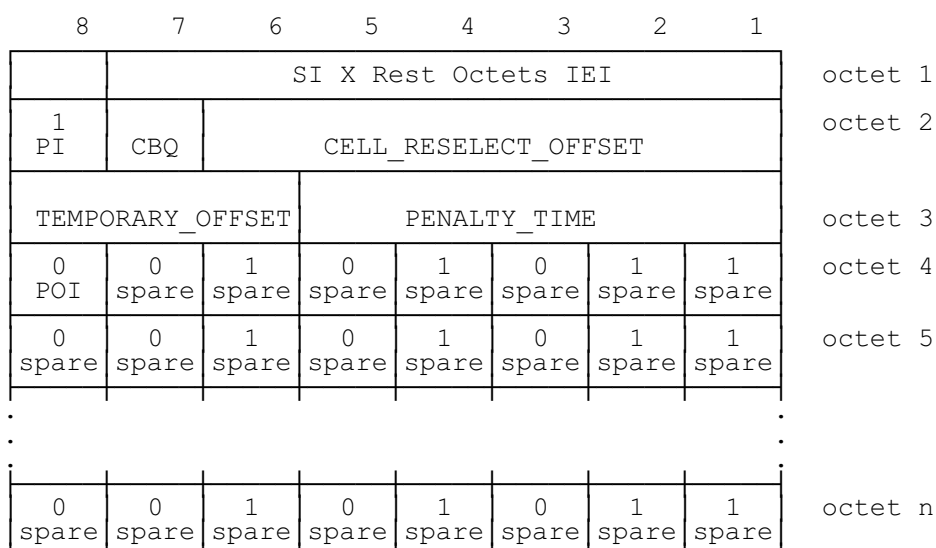 8 7 6 5 4 3 2 1
SI X Rest Octets IEI octet 1
1 octet 2
PI CBQ CELL_RESELECT_OFFSET
TEMPORARY_OFFSET PENALTY_TIME octet 3
0 0 1 0 1 0 1 1 octet 4
POI spare spare spare spare spare spare spare
0 0 1 0 1 0 1 1 octet 5
spare spare spare spare spare spare spare spare
: :
0 0 1 0 1 0 1 1 octet n
spare spare spare spare spare spare spare spare